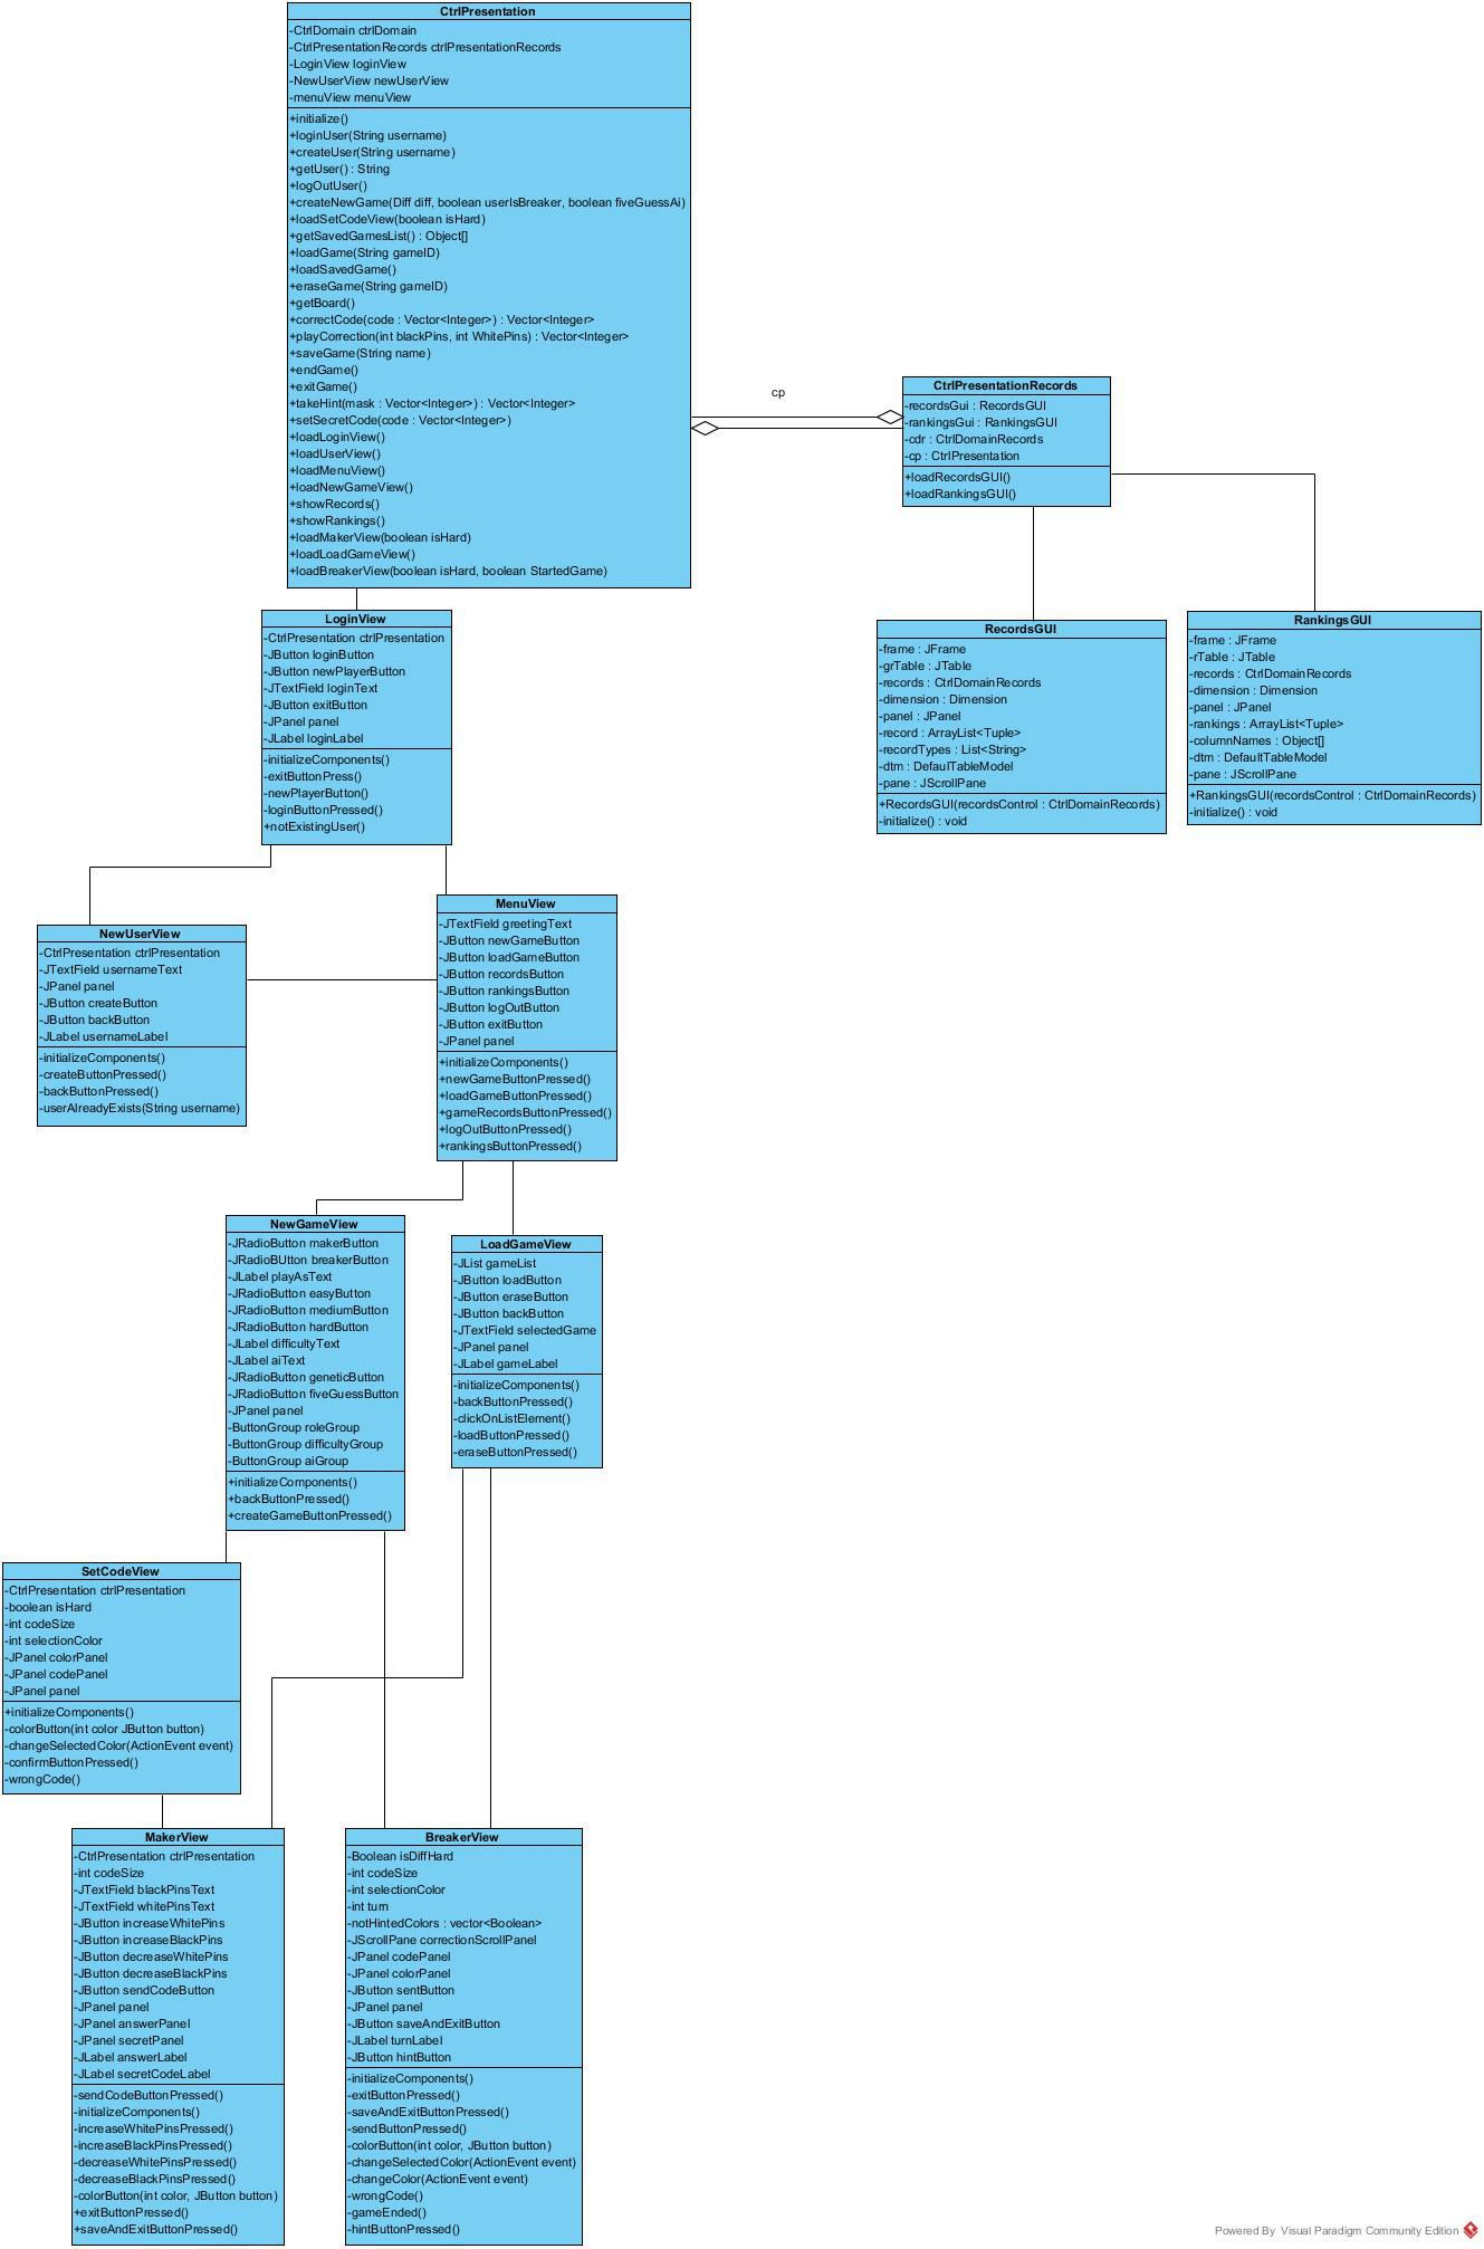 CtrlPresentation
-CtrlDomain ctrlDomain
-CtrlPresentationRecords ctrlPresentationRecords
-LoginView loginView
-NewUserView newUserView
-menuView menuView
+initialize()
+loginUser(String username)
+createUser(String username)
+getUser() : String
+logOutUser()
+createNewGame(Diff diff, boolean userIsBreaker, boolean fiveGuessAi)
+loadSetCodeView(boolean isHard)
+getSavedGamesList() : Object[]
+loadGame(String gameID)
+loadSavedGame()
+eraseGame(String gameID)
+getBoard()
+correctCode(code : Vector<Integer>) : Vector<Integer>
+playCorrection(int blackPins, int WhitePins) : Vector<Integer>
+saveGame(String name)
+endGame()
+exitGame()
+takeHint(mask : Vector<Integer>) : Vector<Integer>
+setSecretCode(code : Vector<Integer>)
+loadLoginView()
+loadUserView()
+loadMenuView()
+loadNewGameView()
+showRecords()
+showRankings()
+loadMakerView(boolean isHard)
+loadLoadGameView()
+loadBreakerView(boolean isHard, boolean StartedGame)
cp
CtrlPresentationRecords
-recordsGui : RecordsGUI
-rankingsGui : RankingsGUI
-cdr : CtrlDomainRecords
-cp : CtrlPresentation
+loadRecordsGUI()
+loadRankingsGUI()
LoginView
-CtrlPresentation ctrlPresentation
-JButton loginButton
-JButton newPlayerButton
-JTextField loginText
-JButton exitButton
-JPanel panel
-JLabel loginLabel
-initializeComponents()
-exitButtonPress()
-newPlayerButton()
-loginButtonPressed()
+notExistingUser()
RecordsGUI
-frame : JFrame
-grTable : JTable
-records : CtrlDomainRecords
-dimension : Dimension
-panel : JPanel
-record : ArrayList<Tuple>
-recordTypes : List<String>
-dtm : DefaulTableModel
-pane : JScrollPane
+RecordsGUI(recordsControl : CtrlDomainRecords)
-initialize() : void
RankingsGUI
-frame : JFrame
-rTable : JTable
-records : CtrlDomainRecords
-dimension : Dimension
-panel : JPanel
-rankings : ArrayList<Tuple>
-columnNames : Object[]
-dtm : DefaultTableModel
-pane : JScrollPane
+RankingsGUI(recordsControl : CtrlDomainRecords)
-initialize() : void
NewUserView
-CtrlPresentation ctrlPresentation
-JTextField usernameText
-JPanel panel
-JButton createButton
-JButton backButton
-JLabel usernameLabel
-initializeComponents()
-createButtonPressed()
-backButtonPressed()
-userAlreadyExists(String username)
MenuView
-JTextField greetingText
-JButton newGameButton
-JButton loadGameButton
-JButton recordsButton
-JButton rankingsButton
-JButton logOutButton
-JButton exitButton
-JPanel panel
+initializeComponents()
+newGameButtonPressed()
+loadGameButtonPressed()
+gameRecordsButtonPressed()
+logOutButtonPressed()
+rankingsButtonPressed()
NewGameView
-JRadioButton makerButton
-JRadioBUtton breakerButton
-JLabel playAsText
-JRadioButton easyButton
-JRadioButton mediumButton
-JRadioButton hardButton
-JLabel difficultyText
-JLabel aiText
-JRadioButton geneticButton
-JRadioButton fiveGuessButton
-JPanel panel
-ButtonGroup roleGroup
-ButtonGroup difficultyGroup
-ButtonGroup aiGroup
+initializeComponents()
+backButtonPressed()
+createGameButtonPressed()
LoadGameView
-JList gameList
-JButton loadButton
-JButton eraseButton
-JButton backButton
-JTextField selectedGame
-JPanel panel
-JLabel gameLabel
-initializeComponents()
-backButtonPressed()
-clickOnListElement()
-loadButtonPressed()
-eraseButtonPressed()
SetCodeView
-CtrlPresentation ctrlPresentation
-boolean isHard
-int codeSize
-int selectionColor
-JPanel colorPanel
-JPanel codePanel
-JPanel panel
+initializeComponents()
-colorButton(int color JButton button)
-changeSelectedColor(ActionEvent event)
-confirmButtonPressed()
-wrongCode()
MakerView
-CtrlPresentation ctrlPresentation
-int codeSize
-JTextField blackPinsText
-JTextField whitePinsText
-JButton increaseWhitePins
-JButton increaseBlackPins
-JButton decreaseWhitePins
-JButton decreaseBlackPins
-JButton sendCodeButton
-JPanel panel
-JPanel answerPanel
-JPanel secretPanel
-JLabel answerLabel
-JLabel secretCodeLabel
-sendCodeButtonPressed()
-initializeComponents()
-increaseWhitePinsPressed()
-increaseBlackPinsPressed()
-decreaseWhitePinsPressed()
-decreaseBlackPinsPressed()
-colorButton(int color, JButton button)
+exitButtonPressed()
+saveAndExitButtonPressed()
BreakerView
-Boolean isDiffHard
-int codeSize
-int selectionColor
-int turn
-notHintedColors : vector<Boolean>
-JScrollPane correctionScrollPanel
-JPanel codePanel
-JPanel colorPanel
-JButton sentButton
-JPanel panel
-JButton saveAndExitButton
-JLabel turnLabel
-JButton hintButton
-initializeComponents()
-exitButtonPressed()
-saveAndExitButtonPressed()
-sendButtonPressed()
-colorButton(int color, JButton button)
-changeSelectedColor(ActionEvent event)
-changeColor(ActionEvent event)
-wrongCode()
-gameEnded()
-hintButtonPressed()
Powered By Visual Paradigm Community Edition